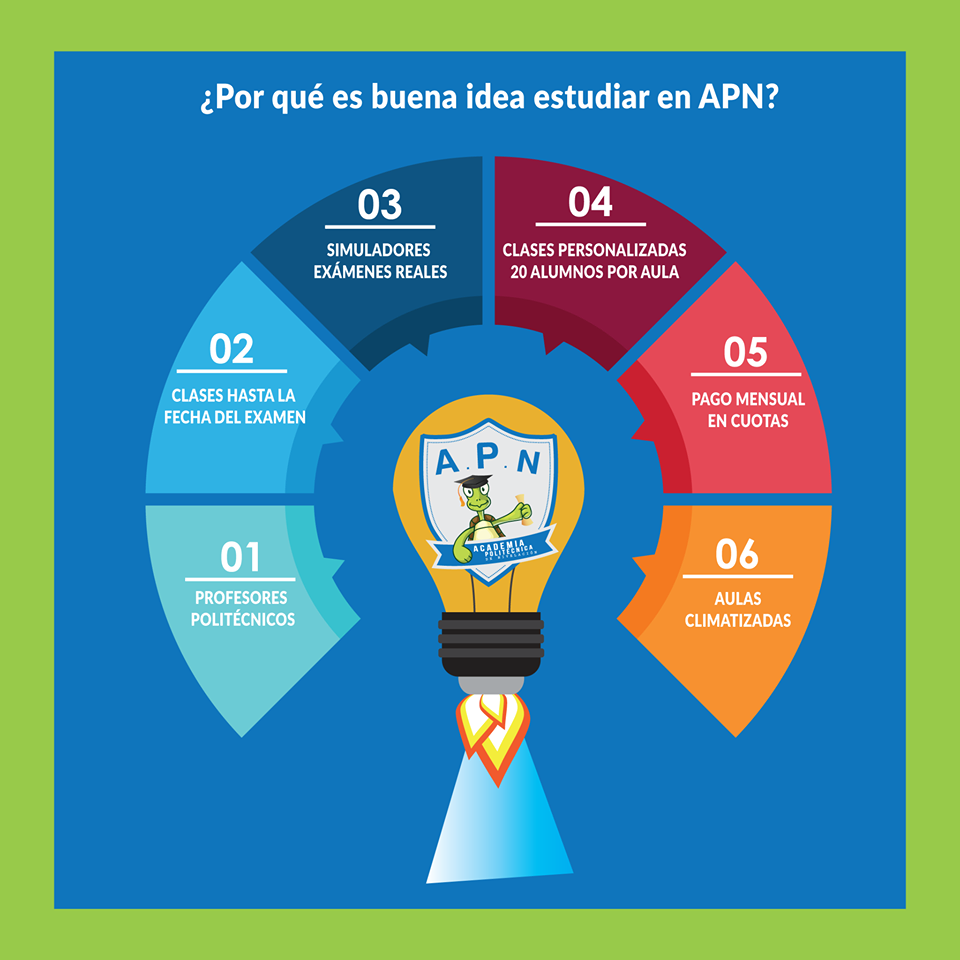 ¿Por qué es buena idea estudiar en APN?
01
PROFESORES
POLITÉCNICOS
02
CLASES HASTA LA
FECHA DEL EXAMEN
03
SIMULADORES
EXÁMENES REALES
04
CLASES PERSONALIZADAS
20 ALUMNOS POR AULA
05
PAGO MENSUAL
EN CUOTAS
06
AULAS
CLIMATIZADAS
A.P.N
ACADEMIA
POLITÉCNICA
DE NIVELACIÓN